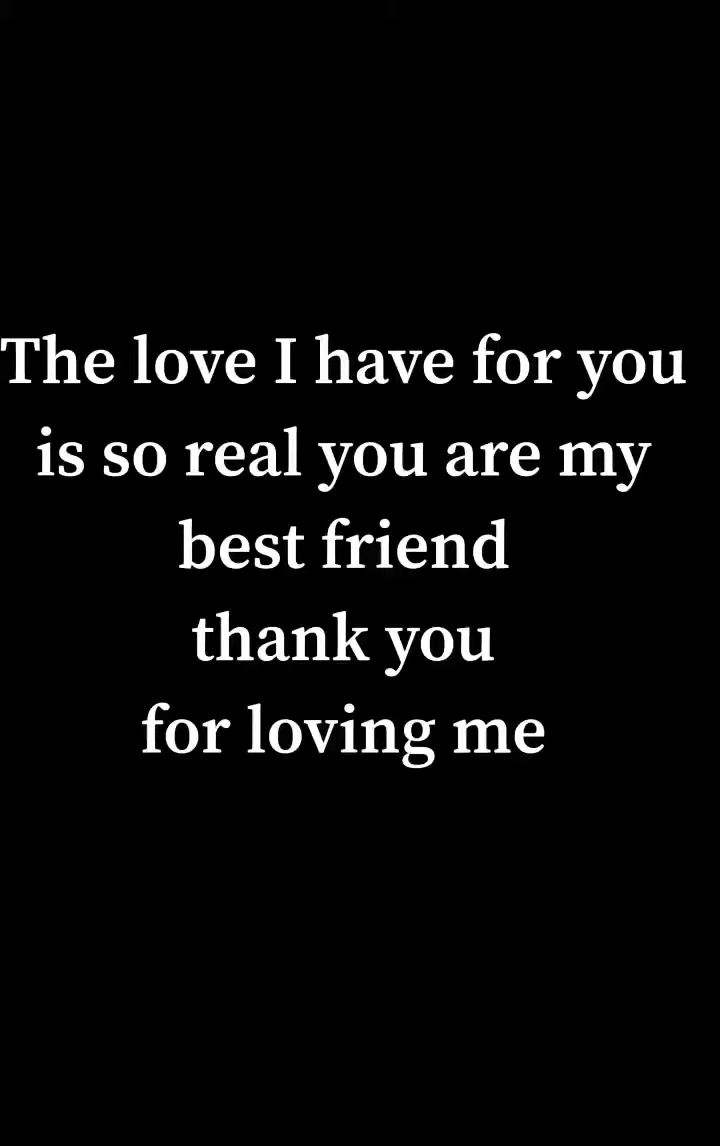 The love I have for you
is so real you are my
best friend
thank you
for loving me